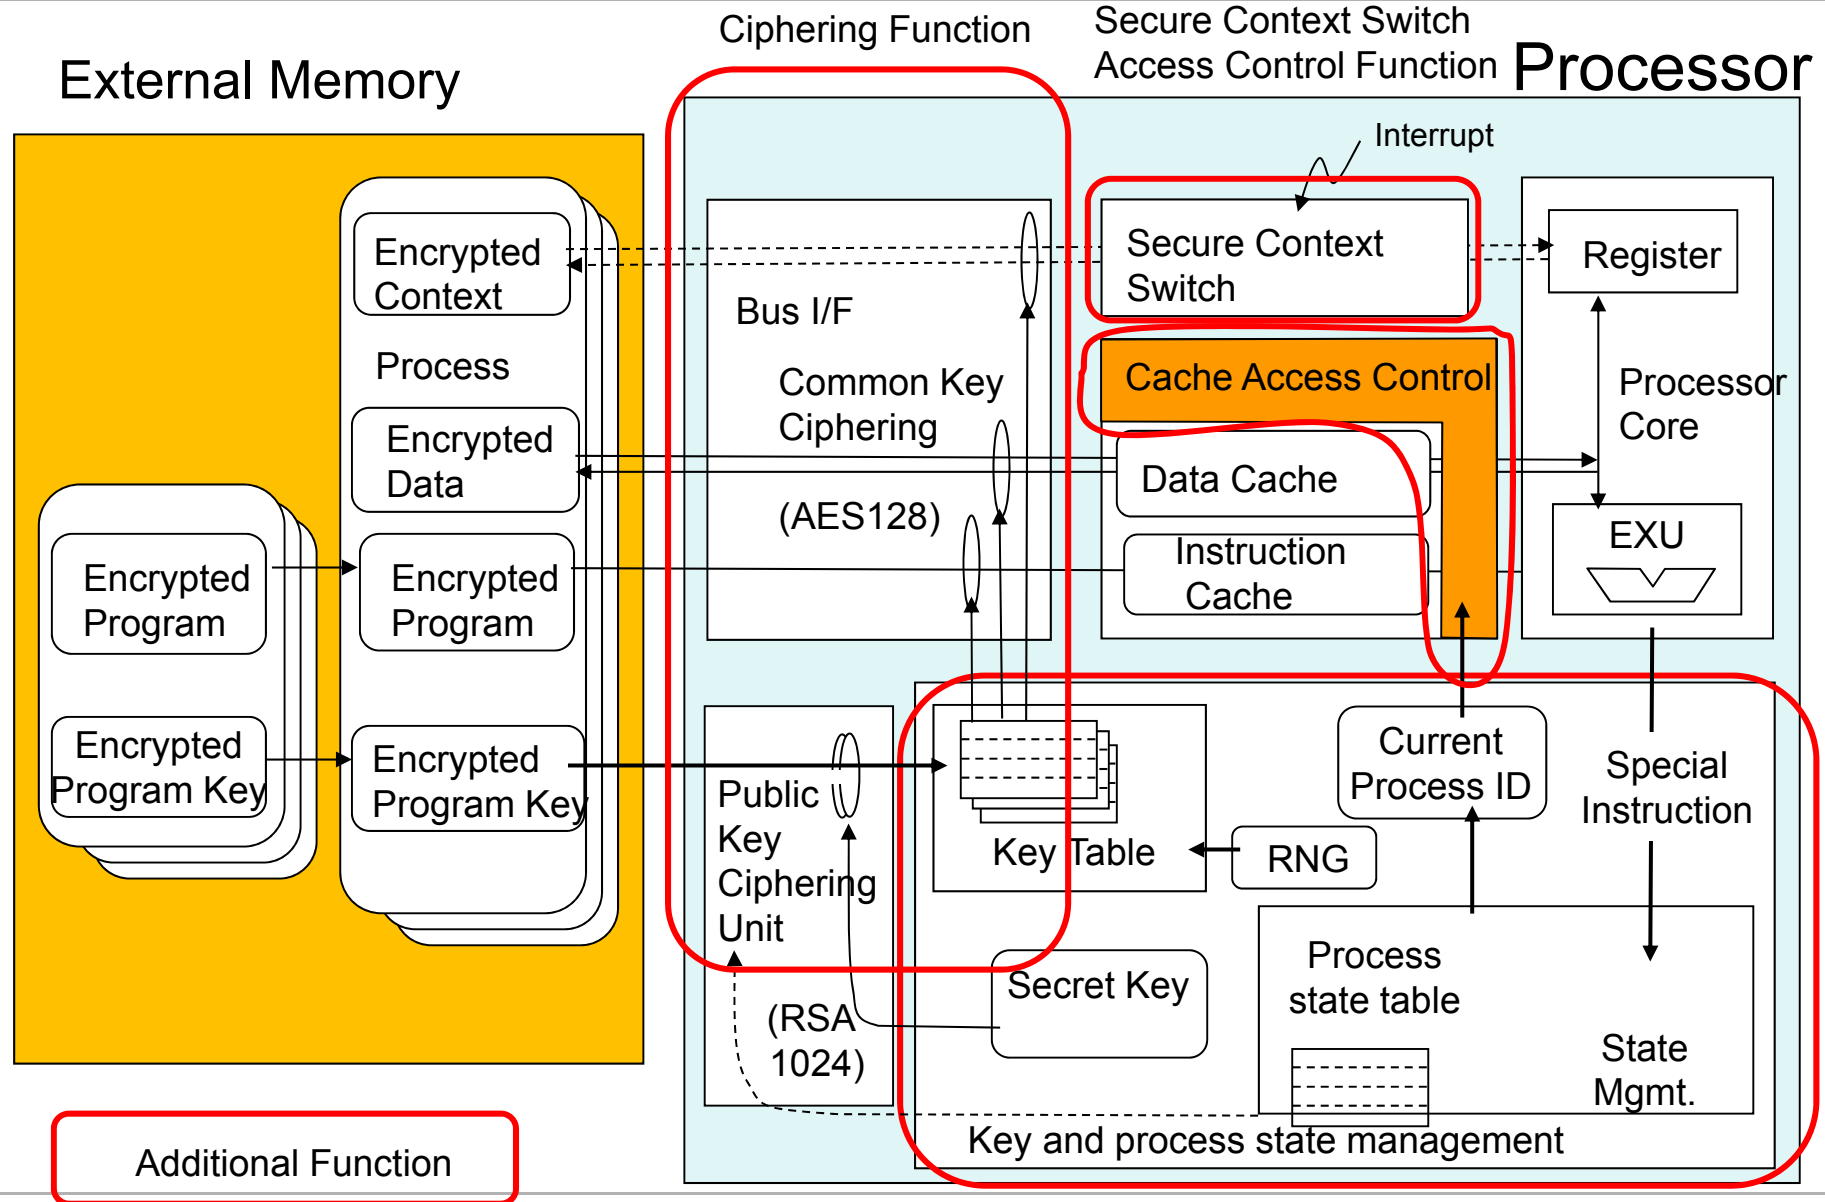 Ciphering Function
Secure Context Switch
Access Control Function
Processor
External Memory
Interrupt
Encrypted
Context
Process
Encrypted
Data
Encrypted
Program
Encrypted
Program
Encrypted
Program Key
Encrypted
Program Key
Bus I/F
Common Key
Ciphering
(AES128)
Secure Context
Switch
Cache Access Control
Data Cache
Instruction
Cache
Register
Processor
Core
EXU
Public
Key
Ciphering
Unit
(RSA
1024)
Key Table
RNG
Secret Key
Current
Process ID
Special
Instruction
Process
state table
State
Mgmt.
Key and process state management
Additional Function